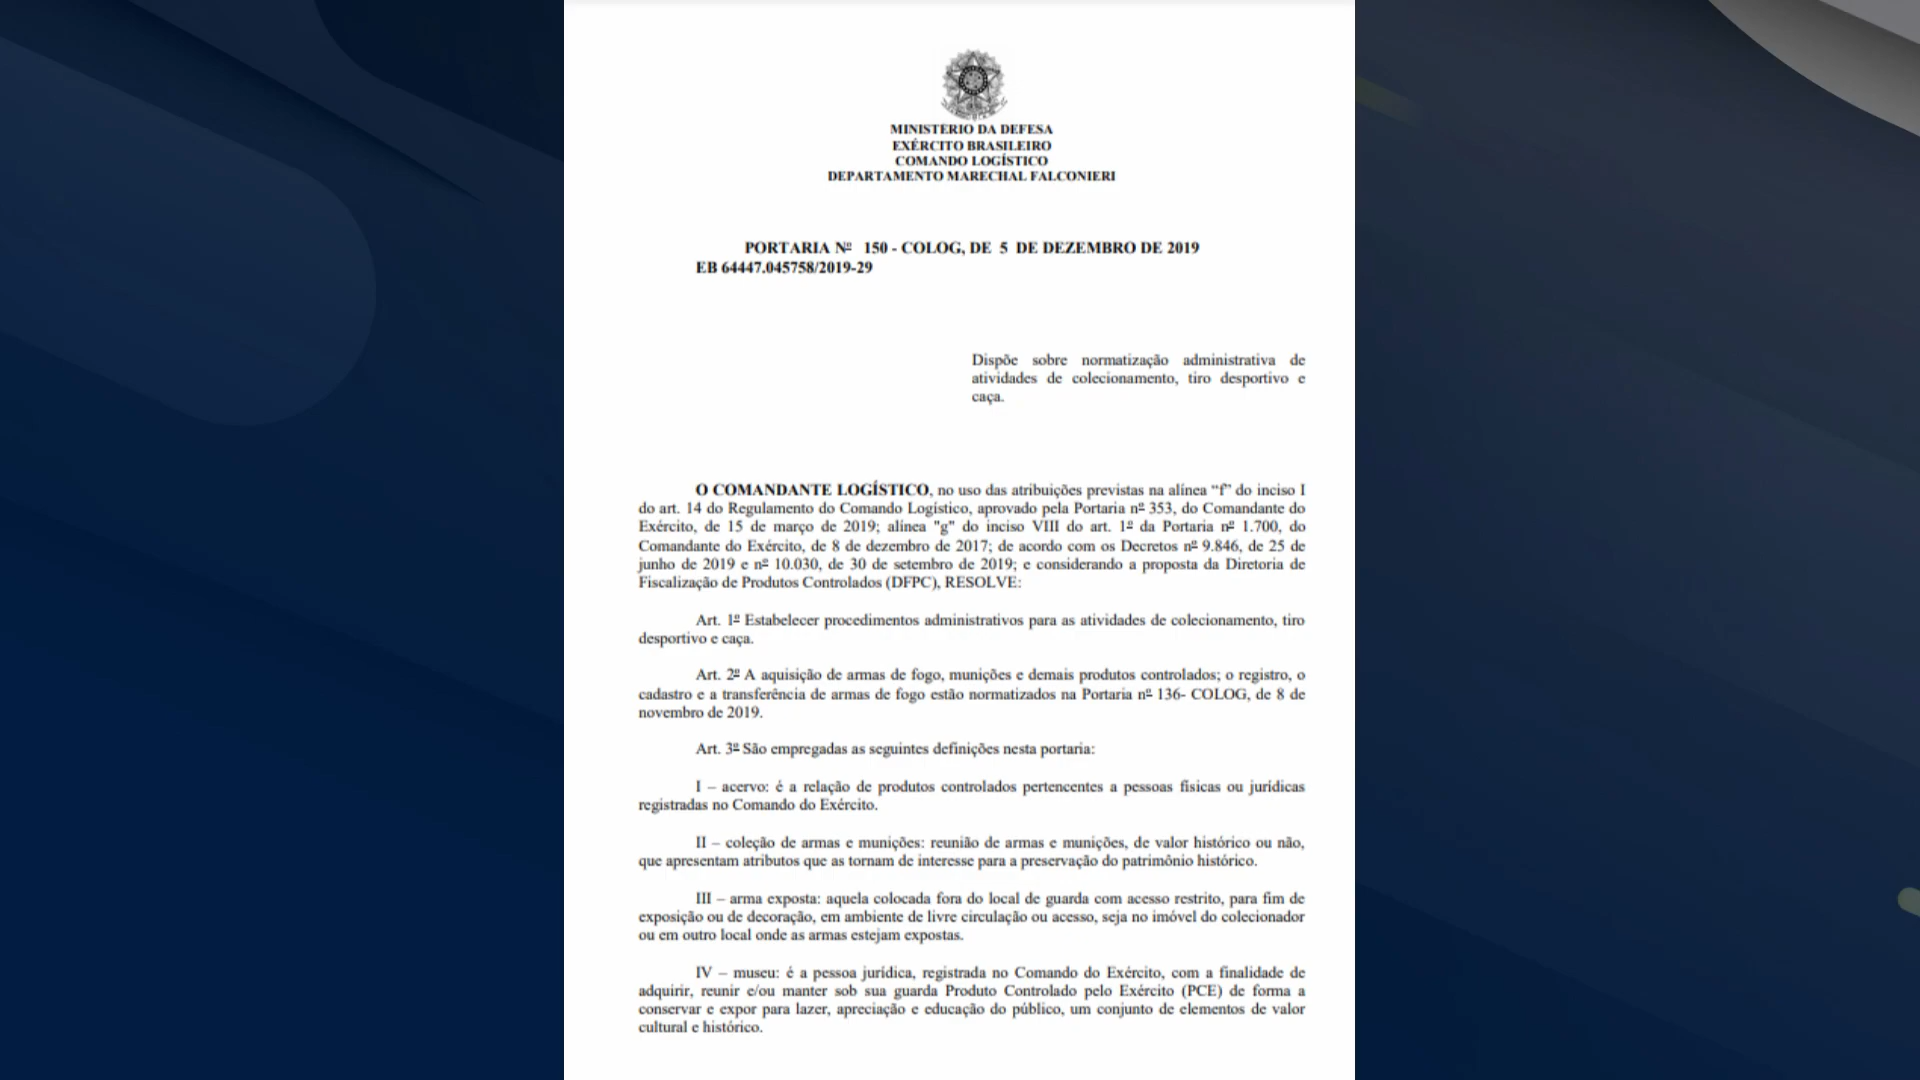 MINISTÉRIO DA DEFESA
EXÉRCITO BRASILEIRO
COMANDO LOGÍSTICO
DEPARTAMENTO MARECHAL FALCONIERI
PORTARIA Nº 150 - COLOG, DE 5 DE DEZEMBRO DE 2019
EB 64447.045758/2019-29
Dispõe sobre normatização administrativa de
atividades de colecionamento, tiro desportivo e
caça.
O COMANDANTE LOGÍSTICO, no uso das atribuições previstas na alínea “f” do inciso I
do art. 14 do Regulamento do Comando Logístico, aprovado pela Portaria nº 353, do Comandante do
Exército, de 15 de março de 2019; alínea "g" do inciso VIII do art. 1º da Portaria nº 1.700, do
Comandante do Exército, de 8 de dezembro de 2017; de acordo com os Decretos nº 9.846, de 25 de
junho de 2019 e nº 10.030, de 30 de setembro de 2019; e considerando a proposta da Diretoria de
Fiscalização de Produtos Controlados (DFPC), RESOLVE:
Art. 1º Estabelecer procedimentos administrativos para as atividades de colecionamento, tiro
desportivo e caça.
Art. 2º A aquisição de armas de fogo, munições e demais produtos controlados; o registro, o
cadastro e a transferência de armas de fogo estão normatizados na Portaria nº 136- COLOG, de 8 de
novembro de 2019.
Art. 3º São empregadas as seguintes definições nesta portaria:
I – acervo: é a relação de produtos controlados pertencentes a pessoas físicas ou jurídicas
registradas no Comando do Exército.
II – coleção de armas e munições: reunião de armas e munições, de valor histórico ou não,
que apresentam atributos que as tornam de interesse para a preservação do patrimônio histórico.
III – arma exposta: aquela colocada fora do local de guarda com acesso restrito, para fim de
exposição ou de decoração, em ambiente de livre circulação ou acesso, seja no imóvel do colecionador
ou em outro local onde as armas estejam expostas.
IV – museu: é a pessoa jurídica, registrada no Comando do Exército, com a finalidade de
adquirir, reunir e/ou manter sob sua guarda Produto Controlado pelo Exército (PCE) de forma a
conservar e expor para lazer, apreciação e educação do público, um conjunto de elementos de valor
cultural e histórico.